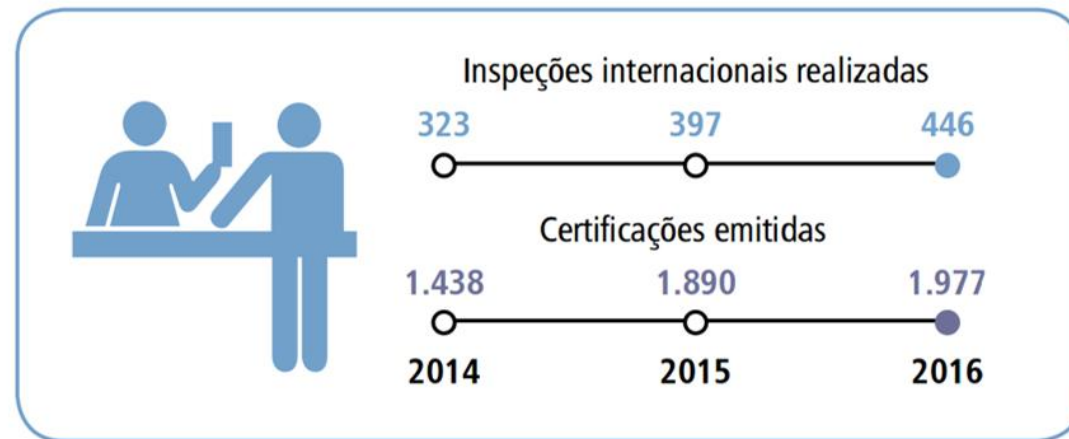 Inspeções internacionais realizadas
323 397 446
Certificações emitidas
1.438 1.890 1.977
2014 2015 2016